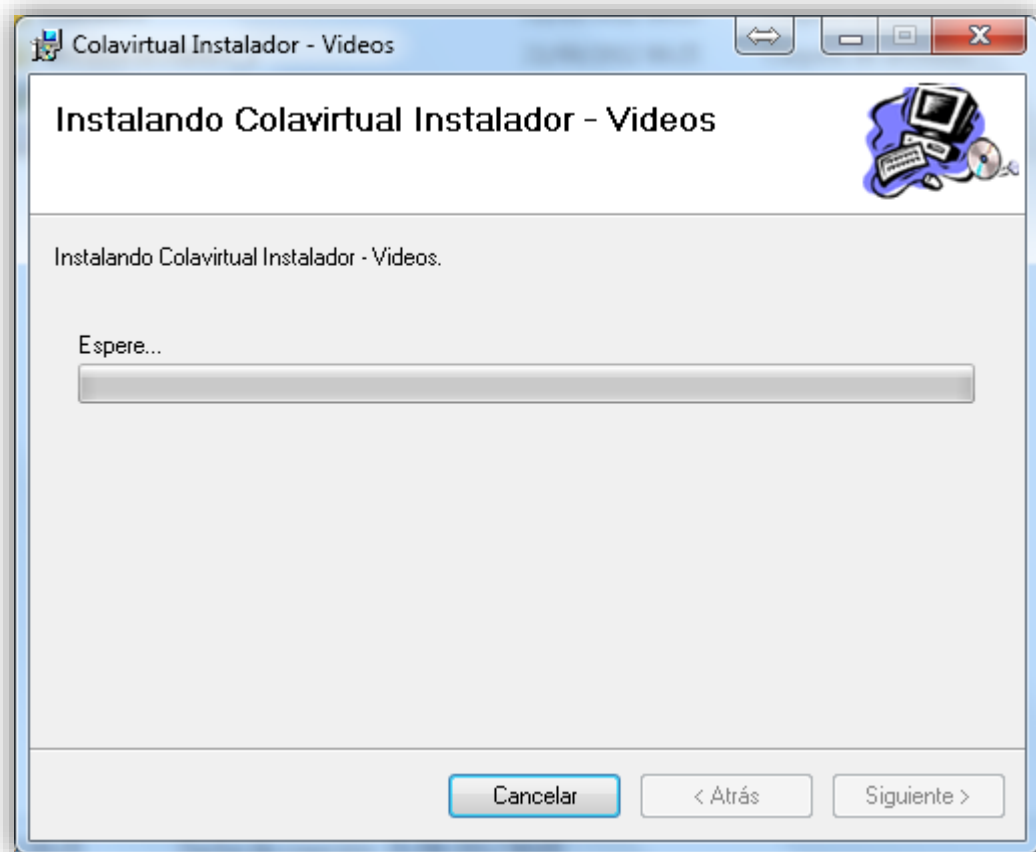 Colavirtual Instalador - Videos
Instalando Colavirtual Instalador - Videos
Instalando Colavirtual Instalador - Videos.
Espere...
Cancelar
< Atrás
Siguiente >